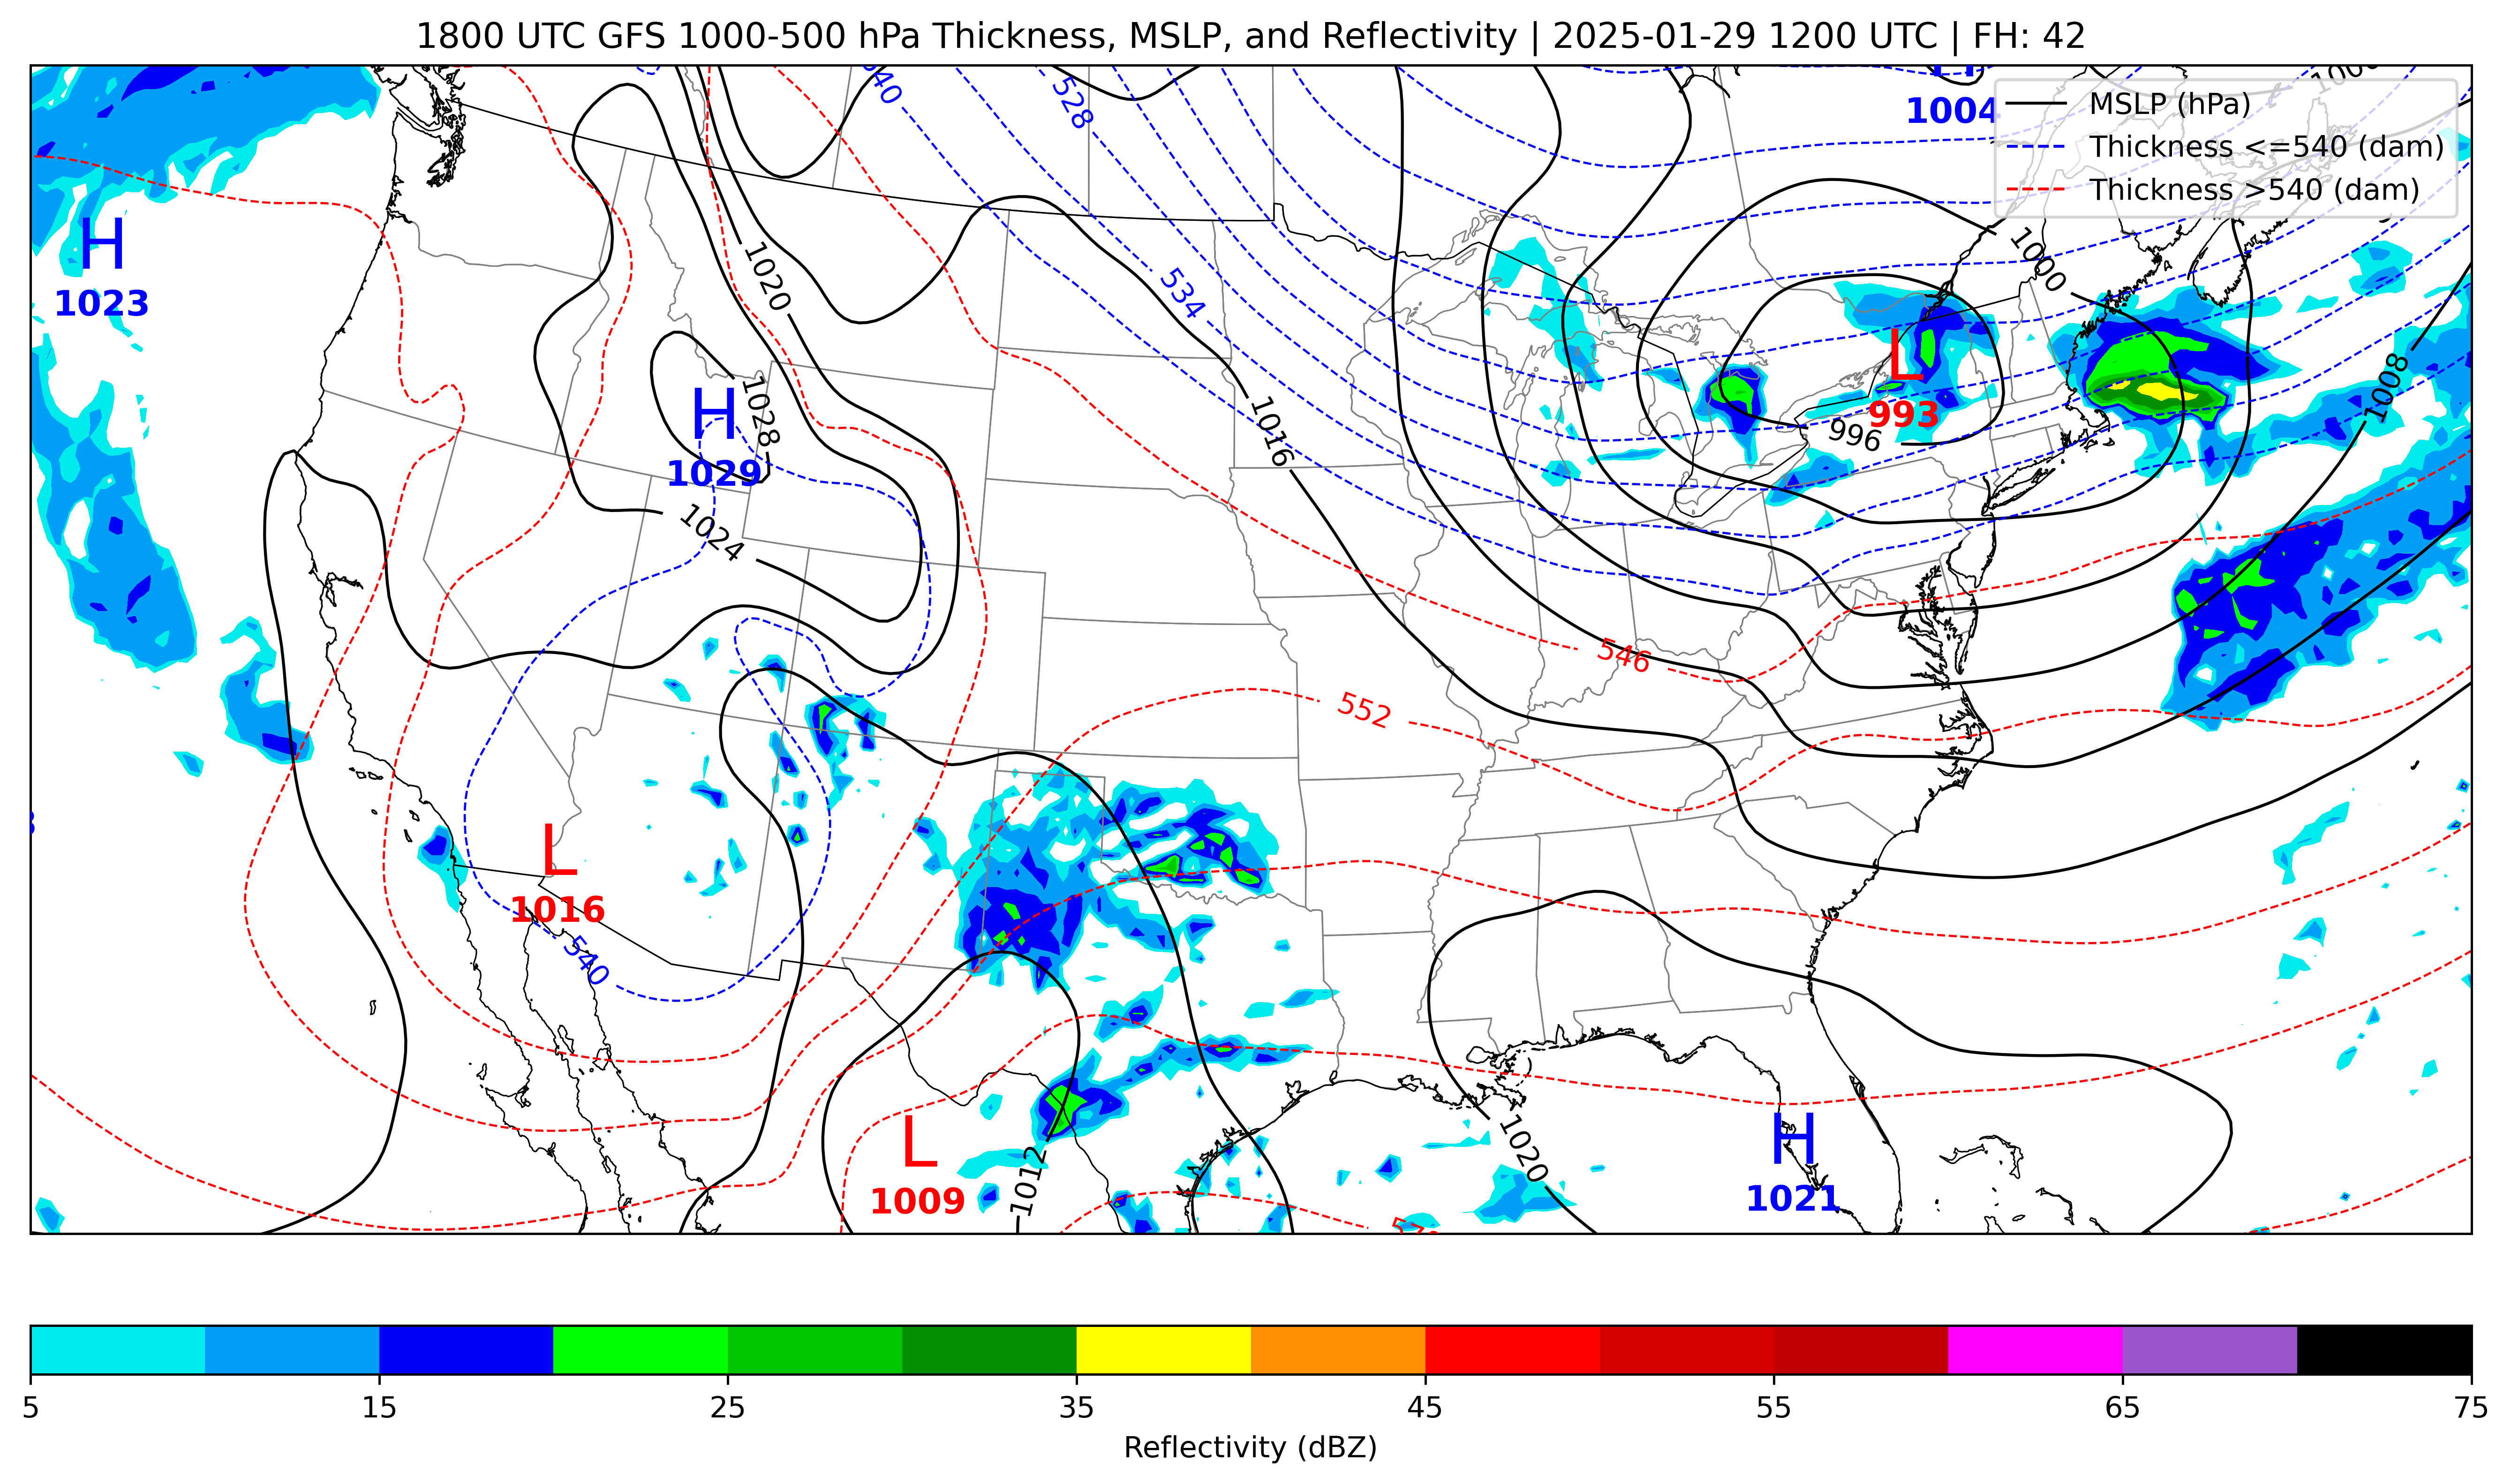 1800 UTC GFS 1000-500 hPa Thickness, MSLP, and Reflectivity | 2025-01-29 1200 UTC | FH: 42
MSLP (hPa)
Thickness <=540 (dam)
Thickness >540 (dam)
H
1004
540
528
H
1023
1020
534
1000
L
993
996
1008
H
1029
1028
1016
1024
546
552
L
1016
540
L
1009
1012
1020
H
1021
5
15
25
35
45
55
65
75
Reflectivity (dBZ)